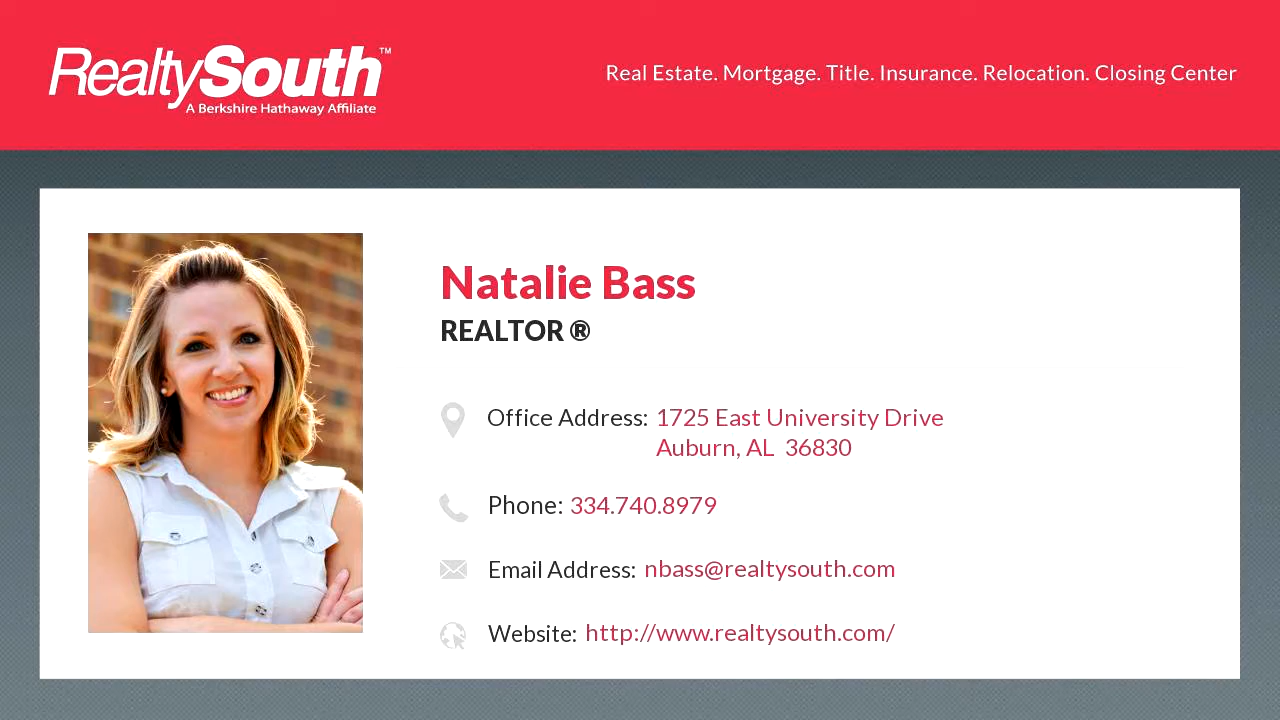 RealtySouth™
A Berkshire Hathaway Affiliate
Real Estate. Mortgage. Title. Insurance. Relocation. Closing Center
Natalie Bass
REALTOR ®
Office Address: 1725 East University Drive
Auburn, AL 36830
Phone: 334.740.8979
Email Address: nbass@realtysouth.com
Website: http://www.realtysouth.com/